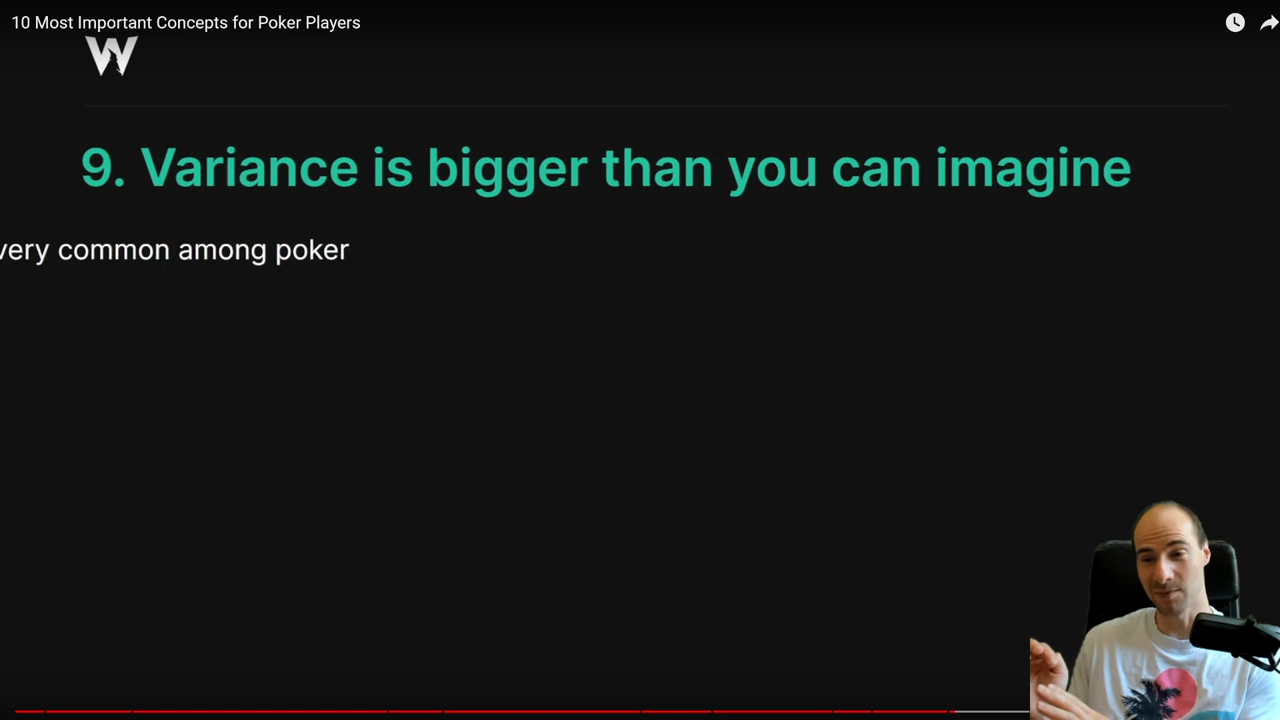 10 Most Important Concepts for Poker Players
W
9. Variance is bigger than you can imagine
very common among poker